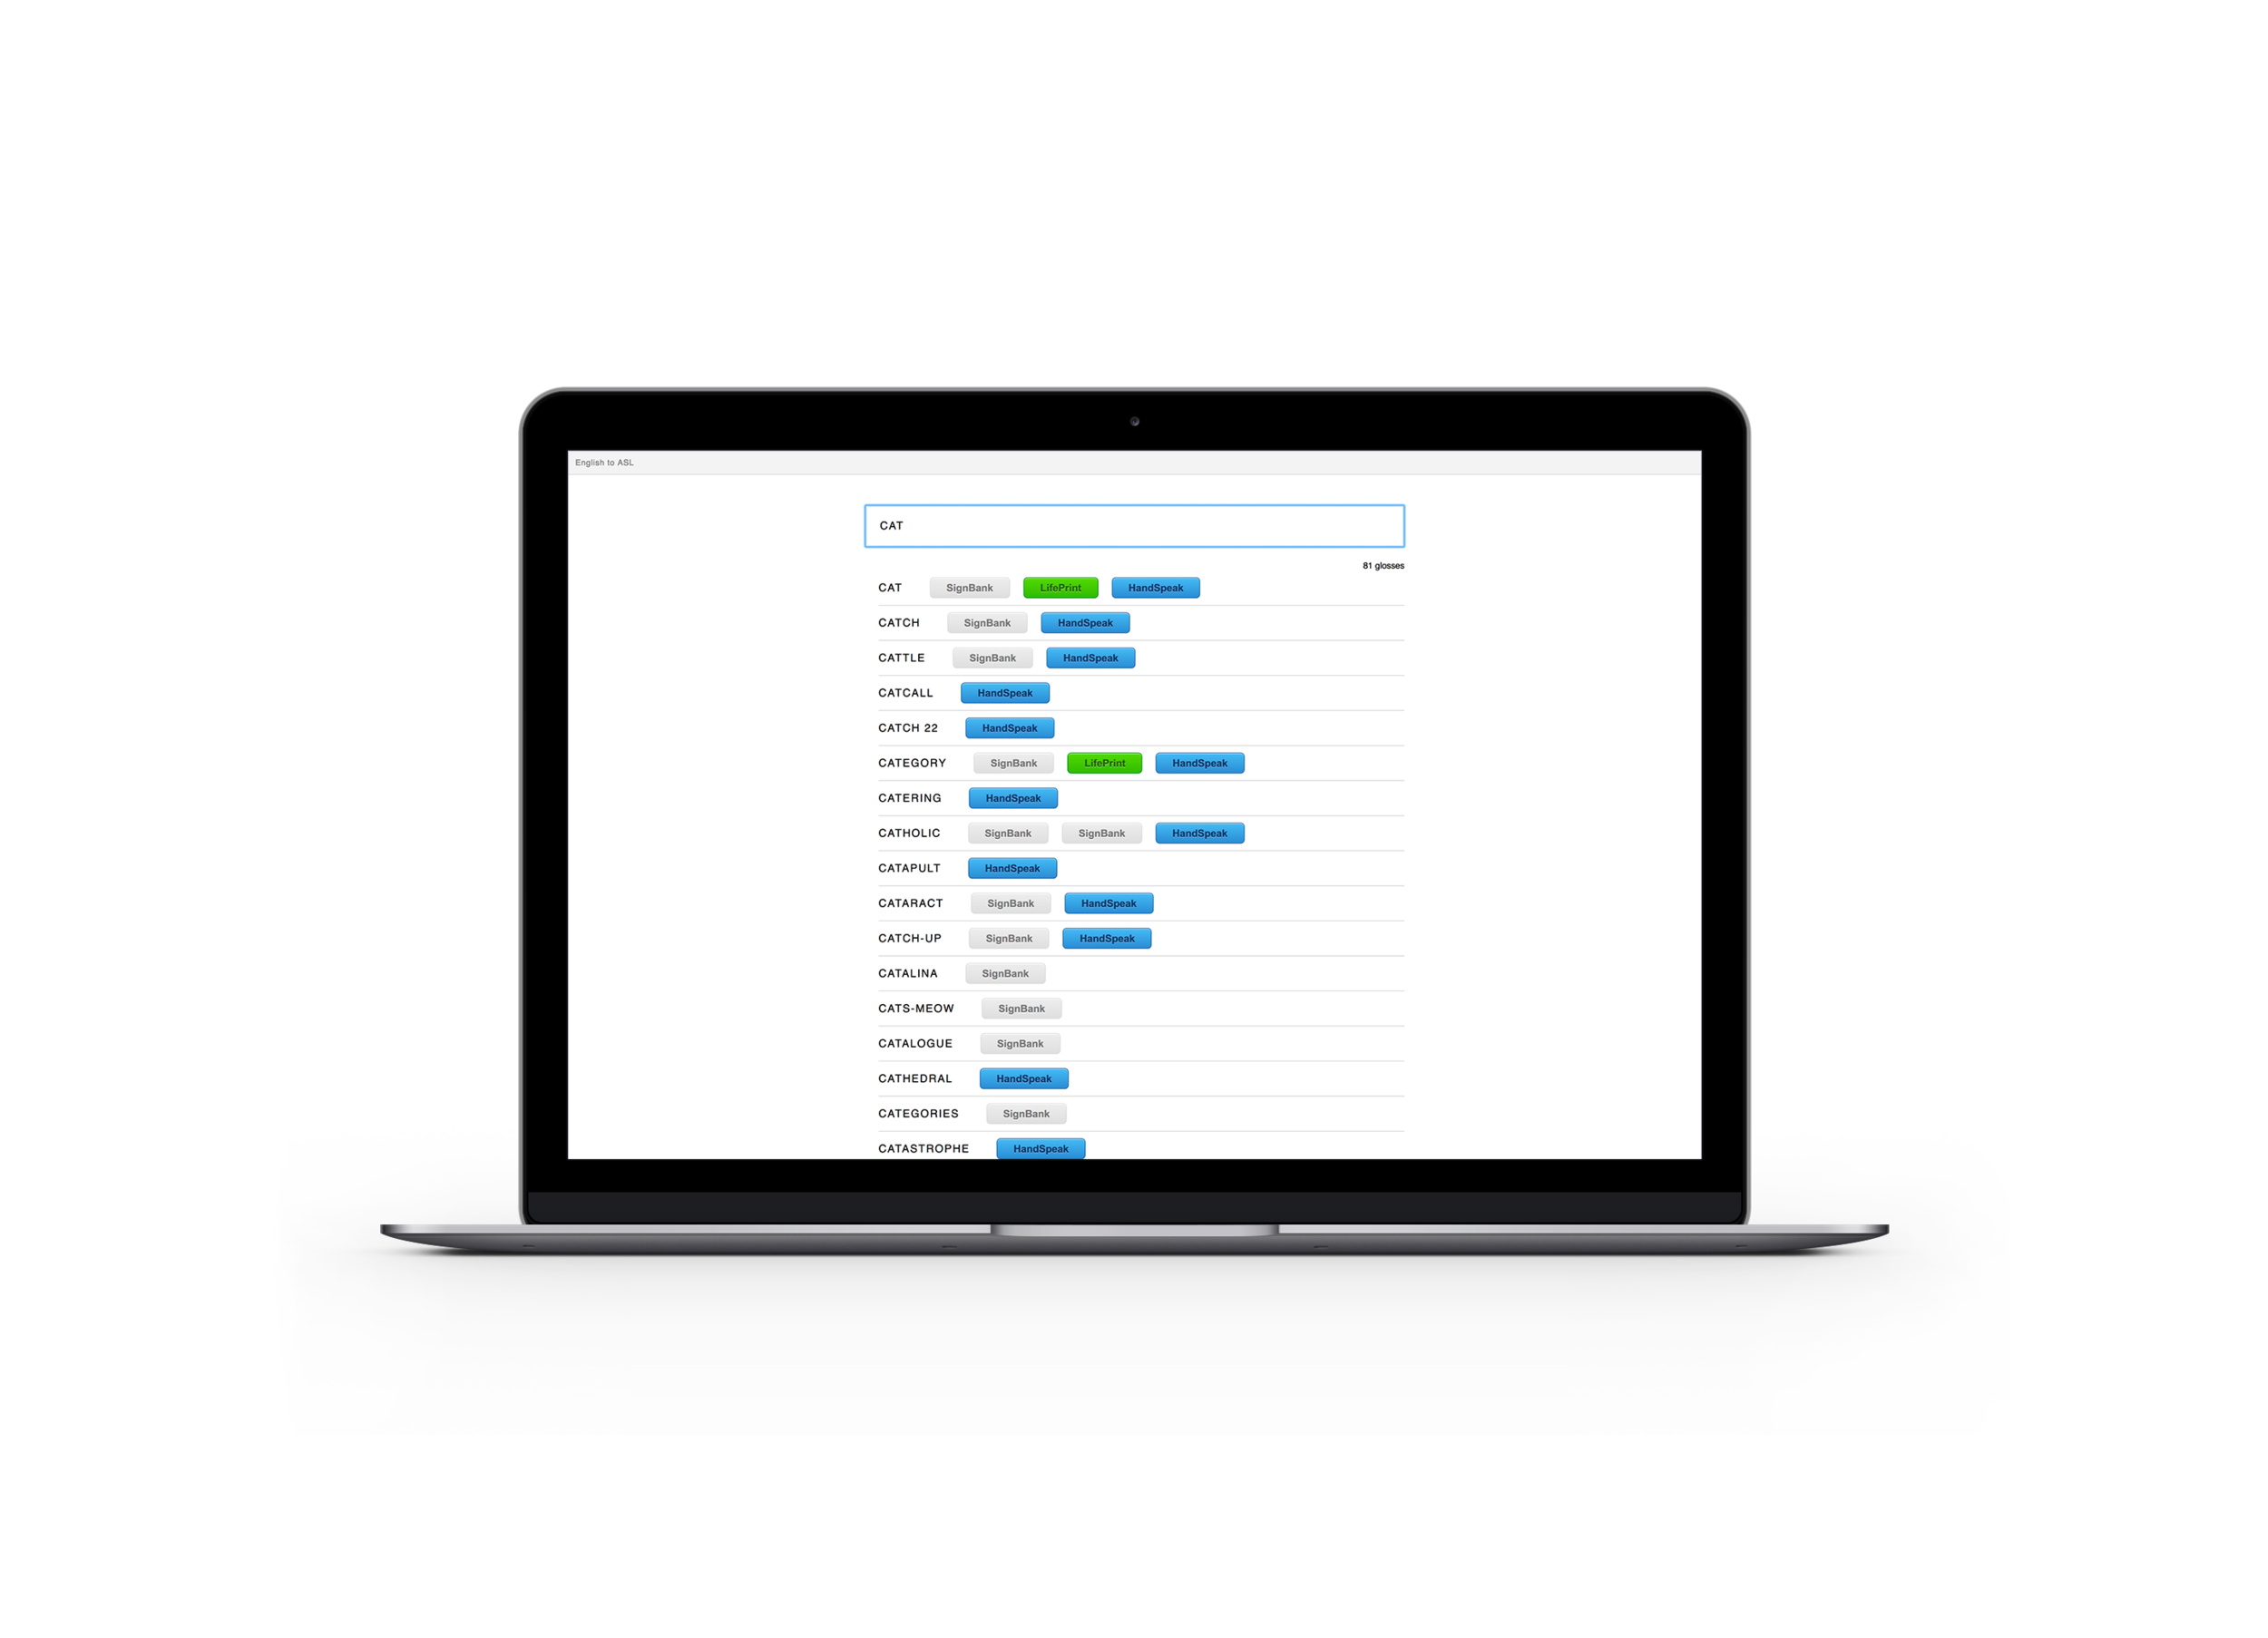 English to ASL
CAT
81 glosses
CAT SignBank LifePrint HandSpeak
CATCH SignBank HandSpeak
CATTLE SignBank HandSpeak
CATCALL HandSpeak
CATCH 22 HandSpeak
CATEGORY SignBank LifePrint HandSpeak
CATERING HandSpeak
CATHOLIC SignBank SignBank HandSpeak
CATAPULT HandSpeak
CATARACT SignBank HandSpeak
CATCH-UP SignBank HandSpeak
CATALINA SignBank
CATS-MEOW SignBank
CATALOGUE SignBank
CATHEDRAL HandSpeak
CATEGORIES SignBank
CATASTROPHE HandSpeak